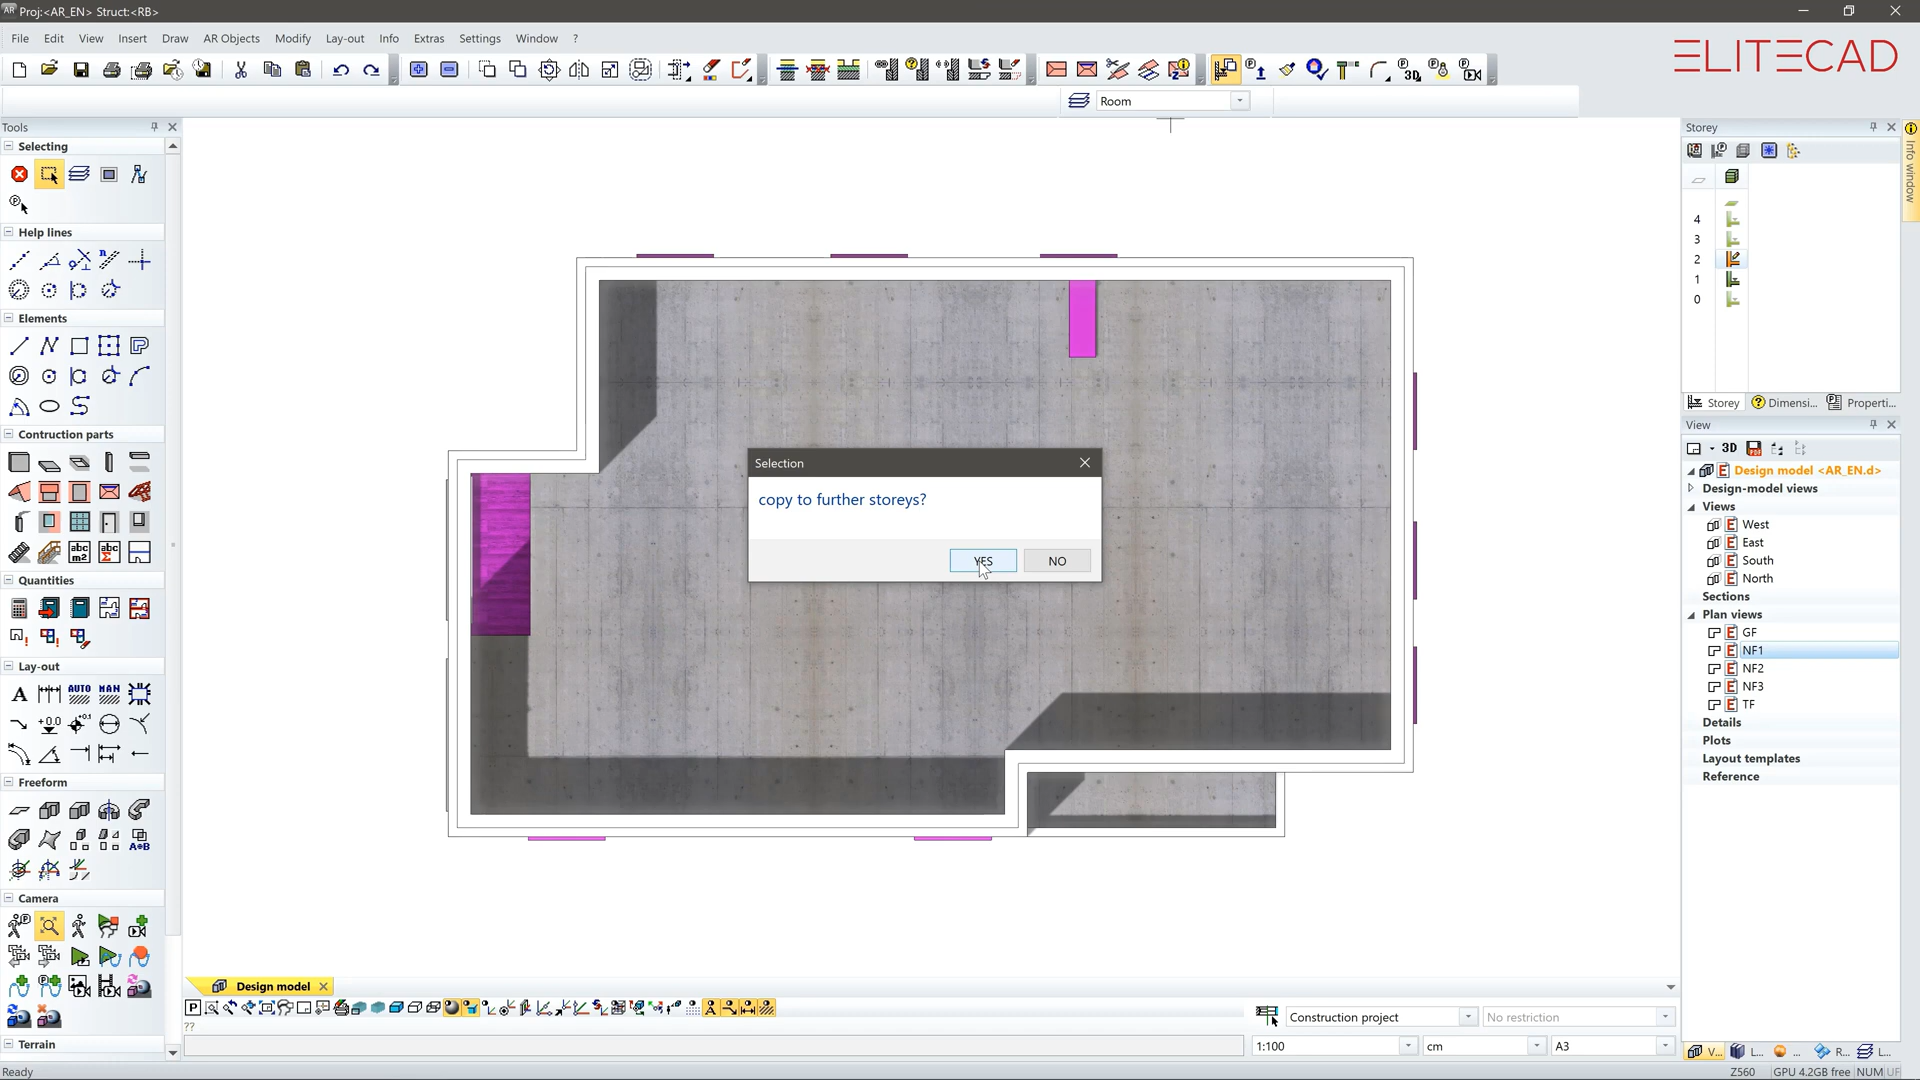 AR Proj:<AR_EN> Struct:<RB>
File Edit View Insert Draw AR Objects Modify Lay-out Info Extras Settings Window ?
ELITECAD
Room
Tools
Selecting
Help lines
Elements
Contruction parts
Quantities
Lay-out
Freeform
Camera
Terrain
Selection
copy to further storeys?
YES NO
Storey
4
3
2
1
0
Storey Dimensi... Properti...
Info window
View
3D
Design model <AR_EN.d>
Design-model views
Views
West
East
South
North
Sections
Plan views
GF
NF1
NF2
NF3
TF
Details
Plots
Layout templates
Reference
V... L... ... R... L...
Design model
??
Construction project No restriction
1:100 cm A3
Ready Z560 GPU 4.2GB free NUM UF